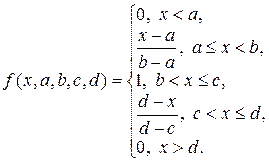 0, x < a,
x - a
b - a
, a ≤ x < b,
f(x,a,b,c,d) = { 1, b < x ≤ c,
d - x
d - c
, c < x ≤ d,
0, x > d.